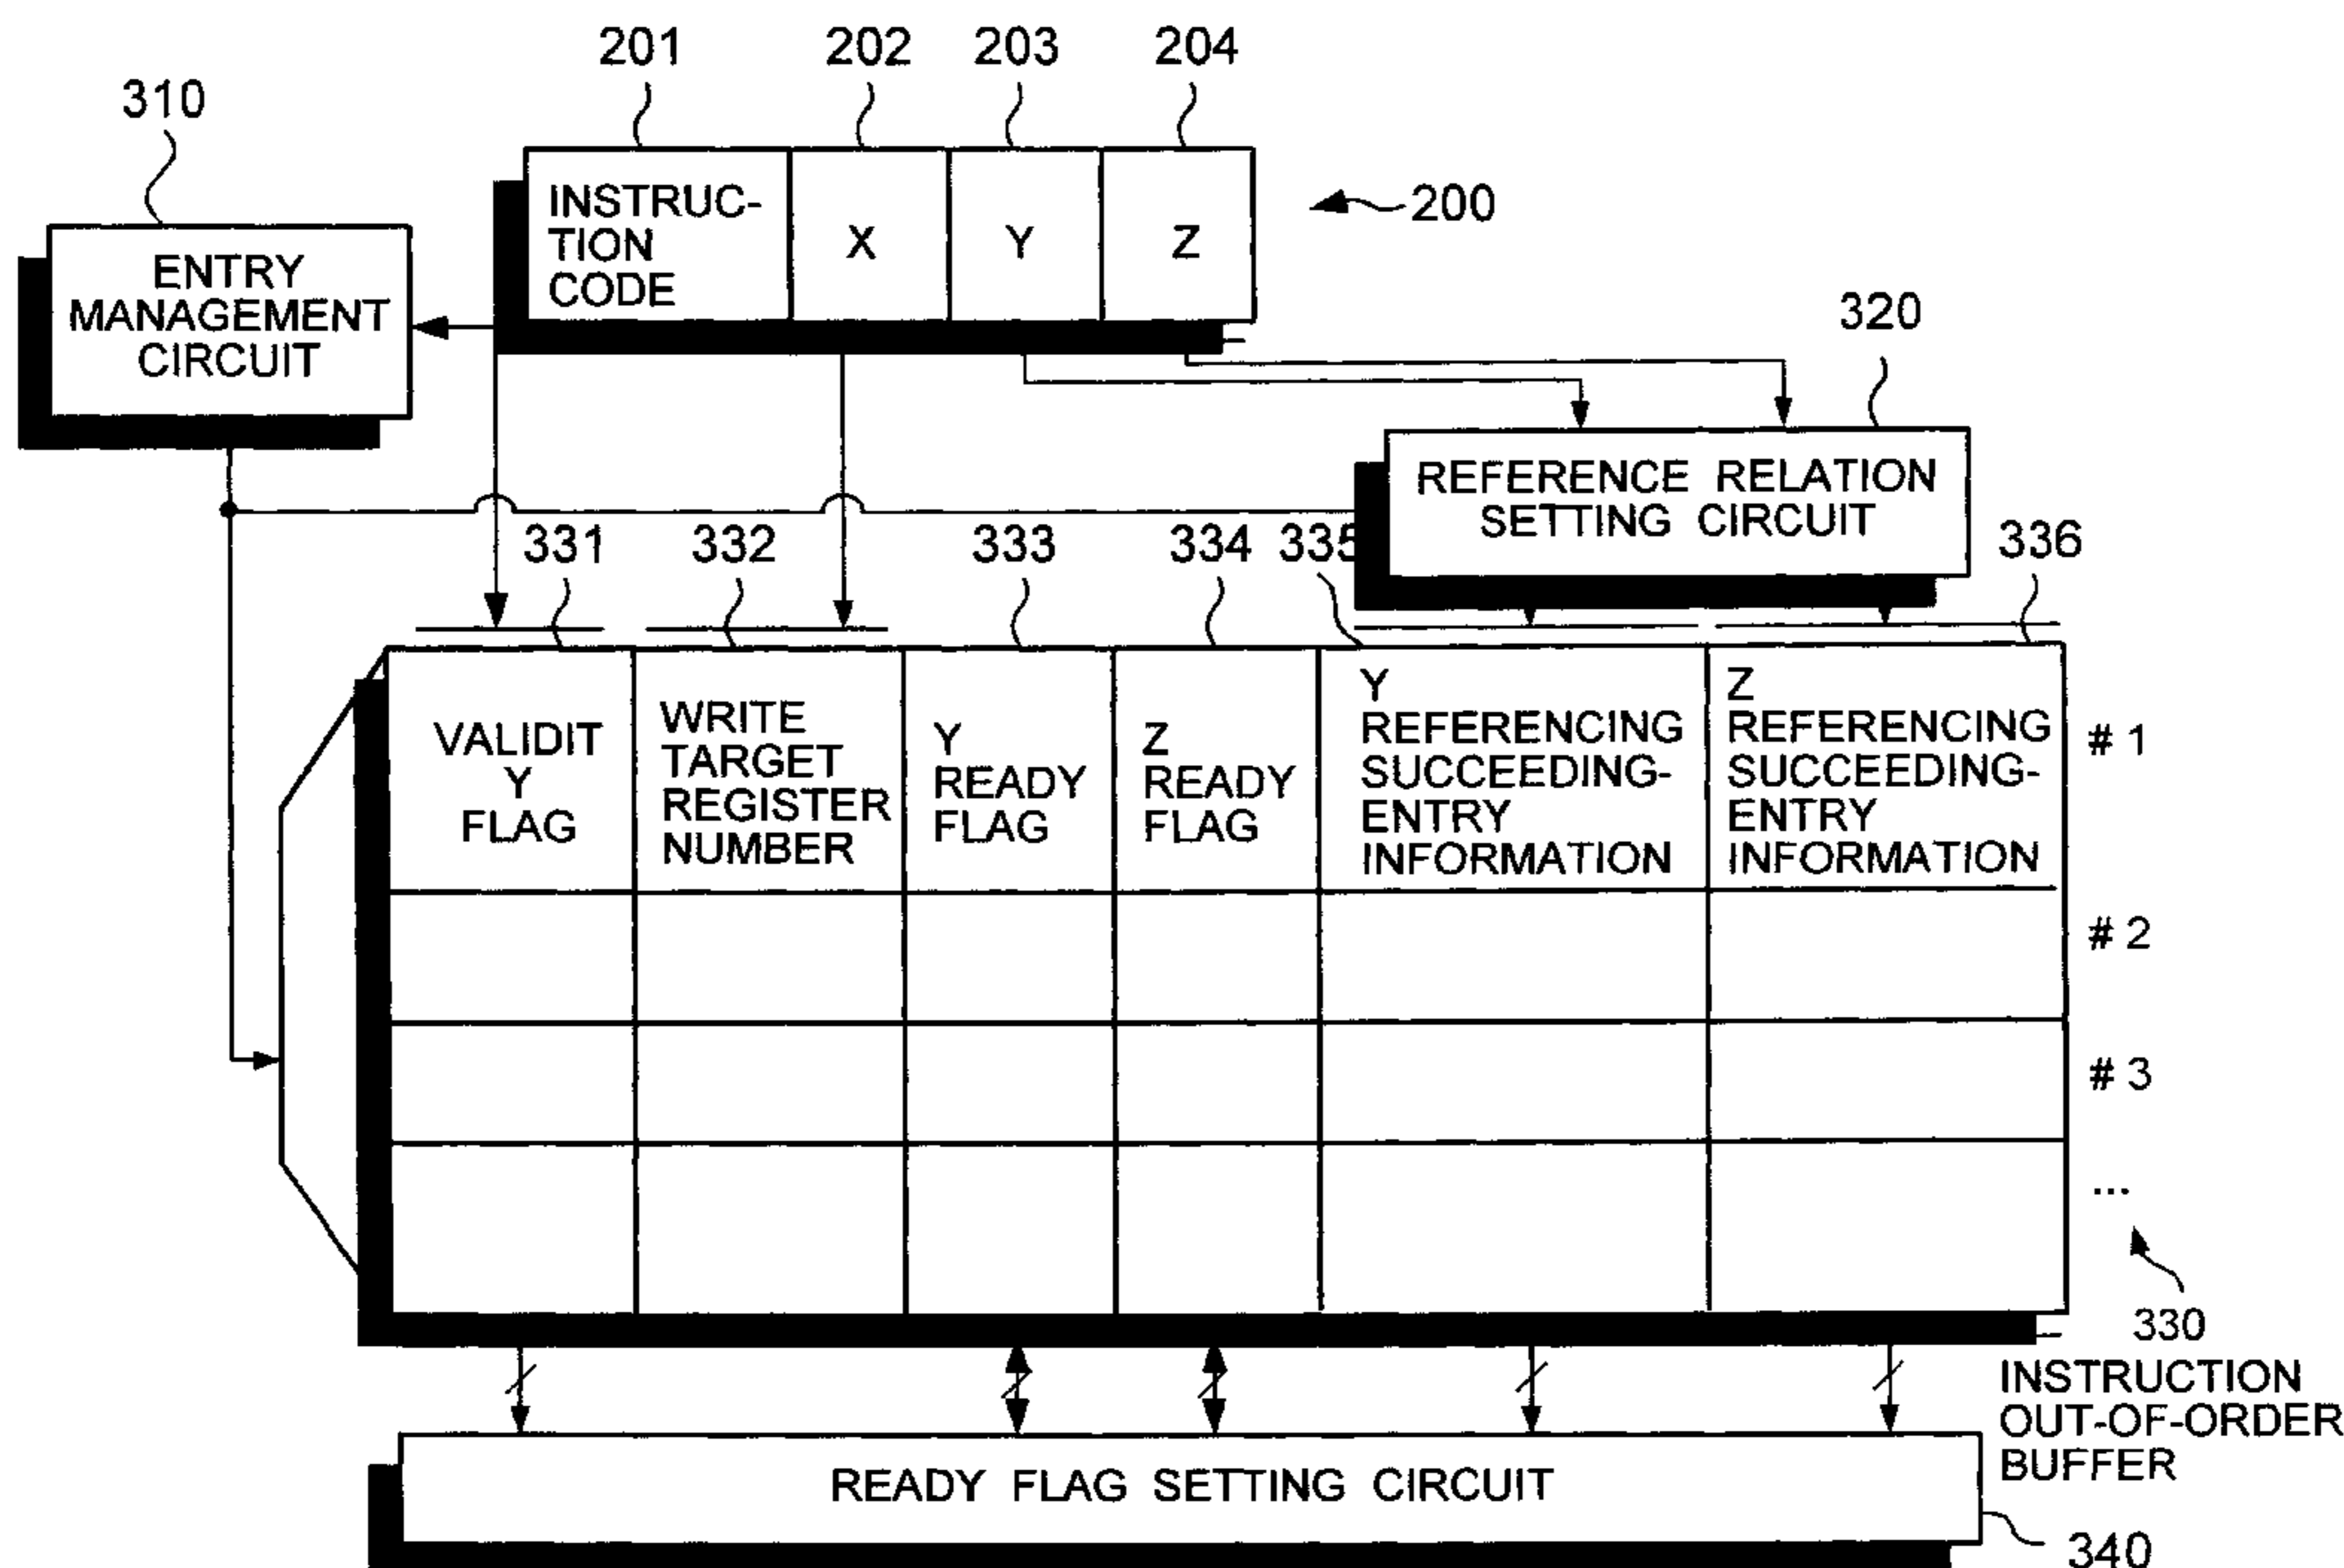 201 202 203 204
310
INSTRUC-
TION
CODE
X
Y
Z
200
ENTRY
MANAGEMENT
CIRCUIT
320
REFERENCE RELATION
SETTING CIRCUIT
331 332 333 334 335 336
VALIDIT
Y
FLAG
WRITE
TARGET
REGISTER
NUMBER
Y
READY
FLAG
Z
READY
FLAG
Y
REFERENCING
SUCCEEDING-
ENTRY
INFORMATION
Z
REFERENCING
SUCCEEDING-
ENTRY
INFORMATION
# 1
# 2
# 3
...
330
INSTRUCTION
OUT-OF-ORDER
BUFFER
READY FLAG SETTING CIRCUIT
340